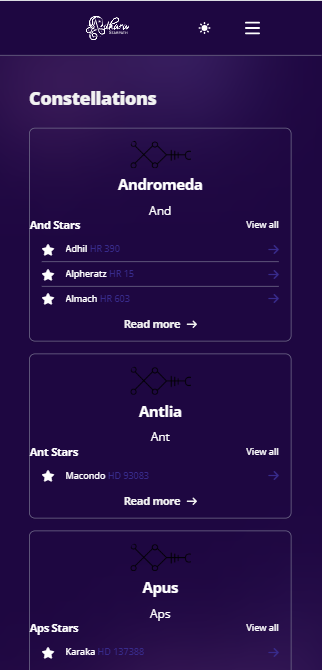 Adhara
STARPATH
Constellations
Andromeda
And
And Stars View all
Adhil HR 390
Alpheratz HR 15
Almach HR 603
Read more
Antlia
Ant
Ant Stars View all
Macondo HD 93083
Read more
Apus
Aps
Aps Stars View all
Karaka HD 137388